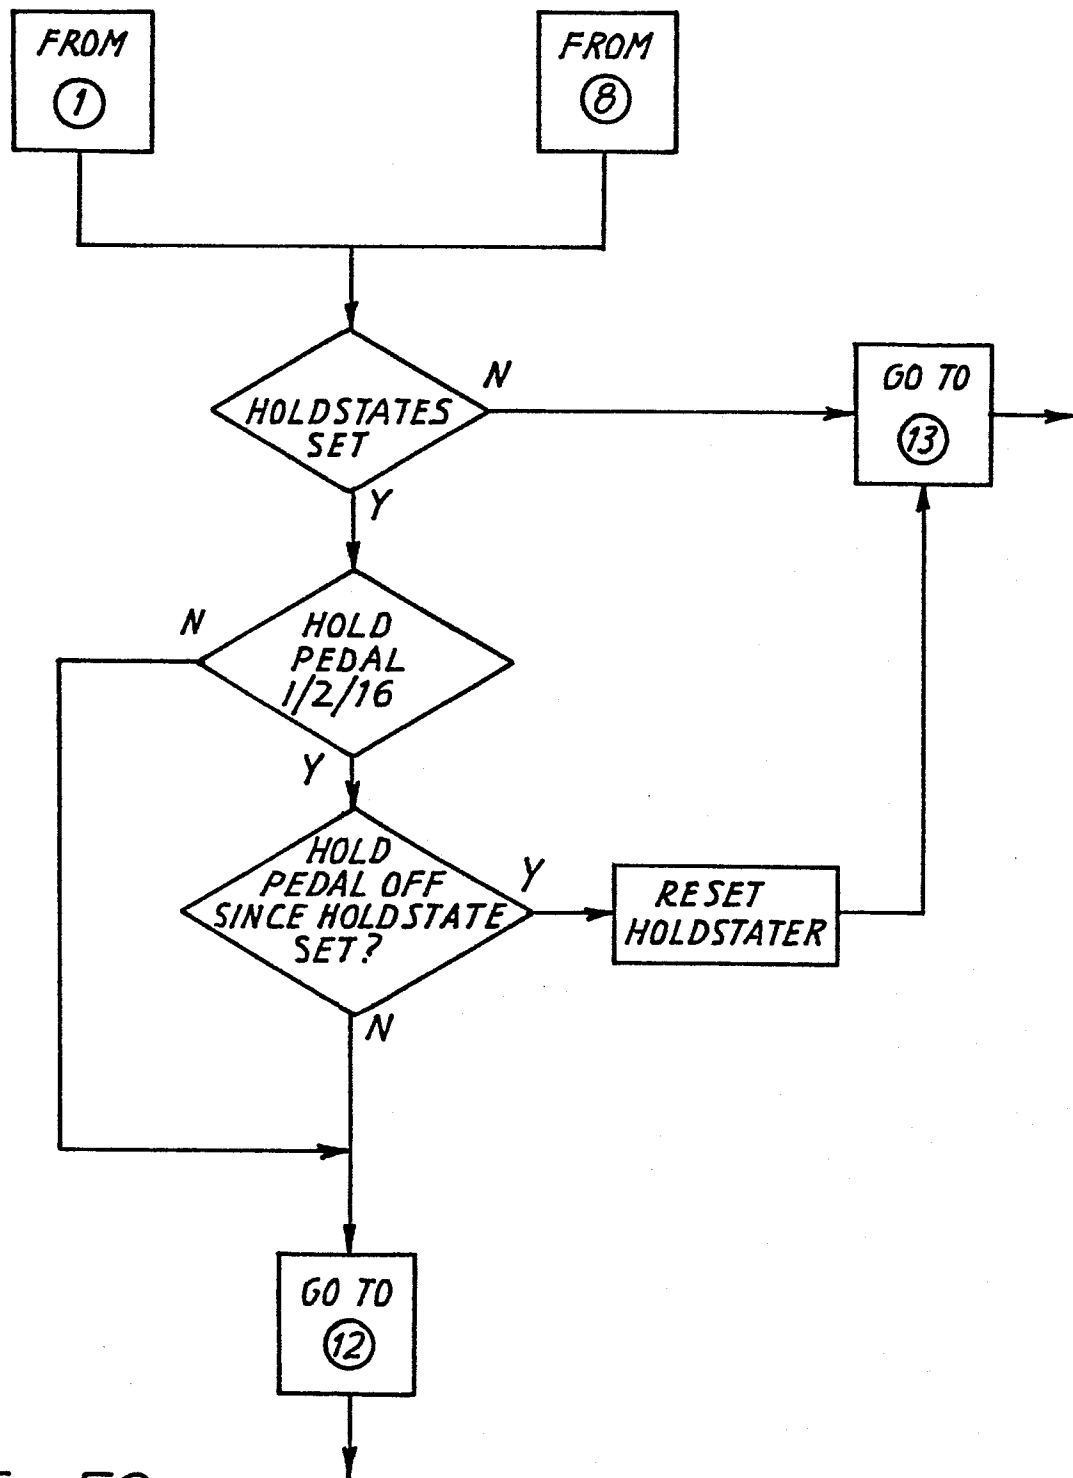 FROM
1
FROM
8
HOLDSTATES
SET
N
GO TO
13
Y
HOLD
PEDAL
1/2/16
N
Y
HOLD
PEDAL OFF
SINCE HOLDSTATE
SET?
Y
RESET
HOLDSTATER
N
GO TO
12